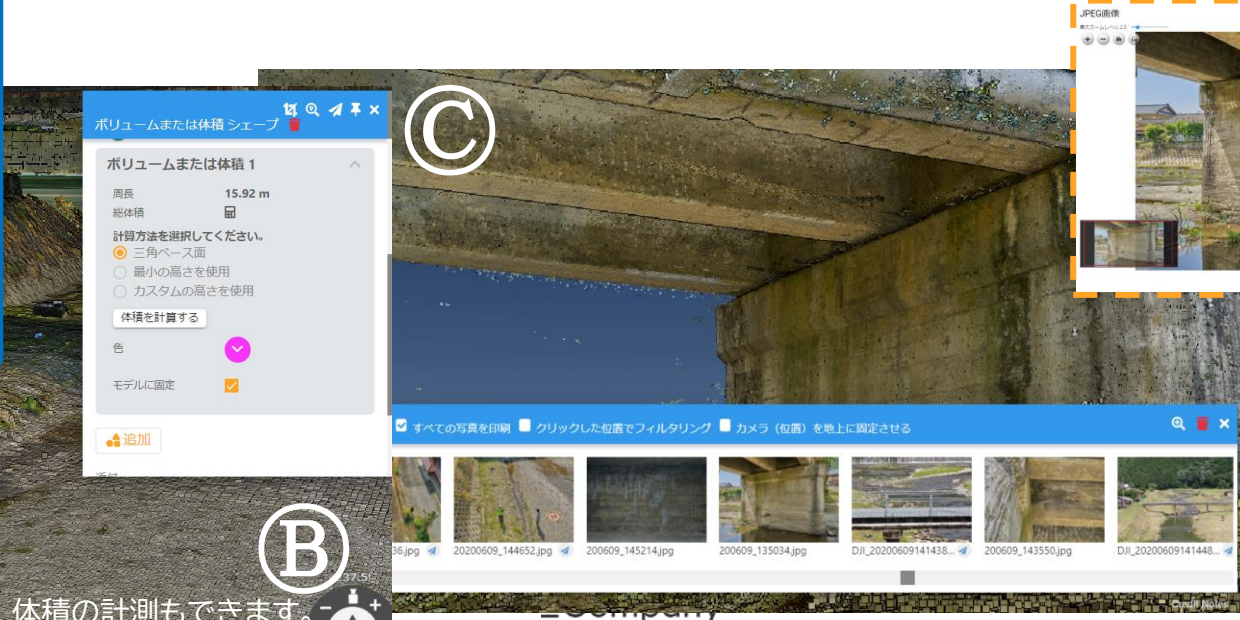 JPEG画像
ボリュームまたは体積 シェープ
ボリュームまたは体積 1
周長 15.92 m
総体積
計算方法を選択してください。
三角ベース面
最小の高さを使用
カスタムの高さを使用
体積を計算する
色
モデルに固定
追加
Ⓑ
体積の計測もできます。
Ⓒ
すべての写真を印刷 クリックした位置でフィルタリング カメラ（位置）を地上に固定させる
36.jpg 20200609_144652.jpg 200609_145214.jpg 200609_135034.jpg DJI_20200609141438... 200609_143550.jpg DJI_20200609141448...
Credit Notes